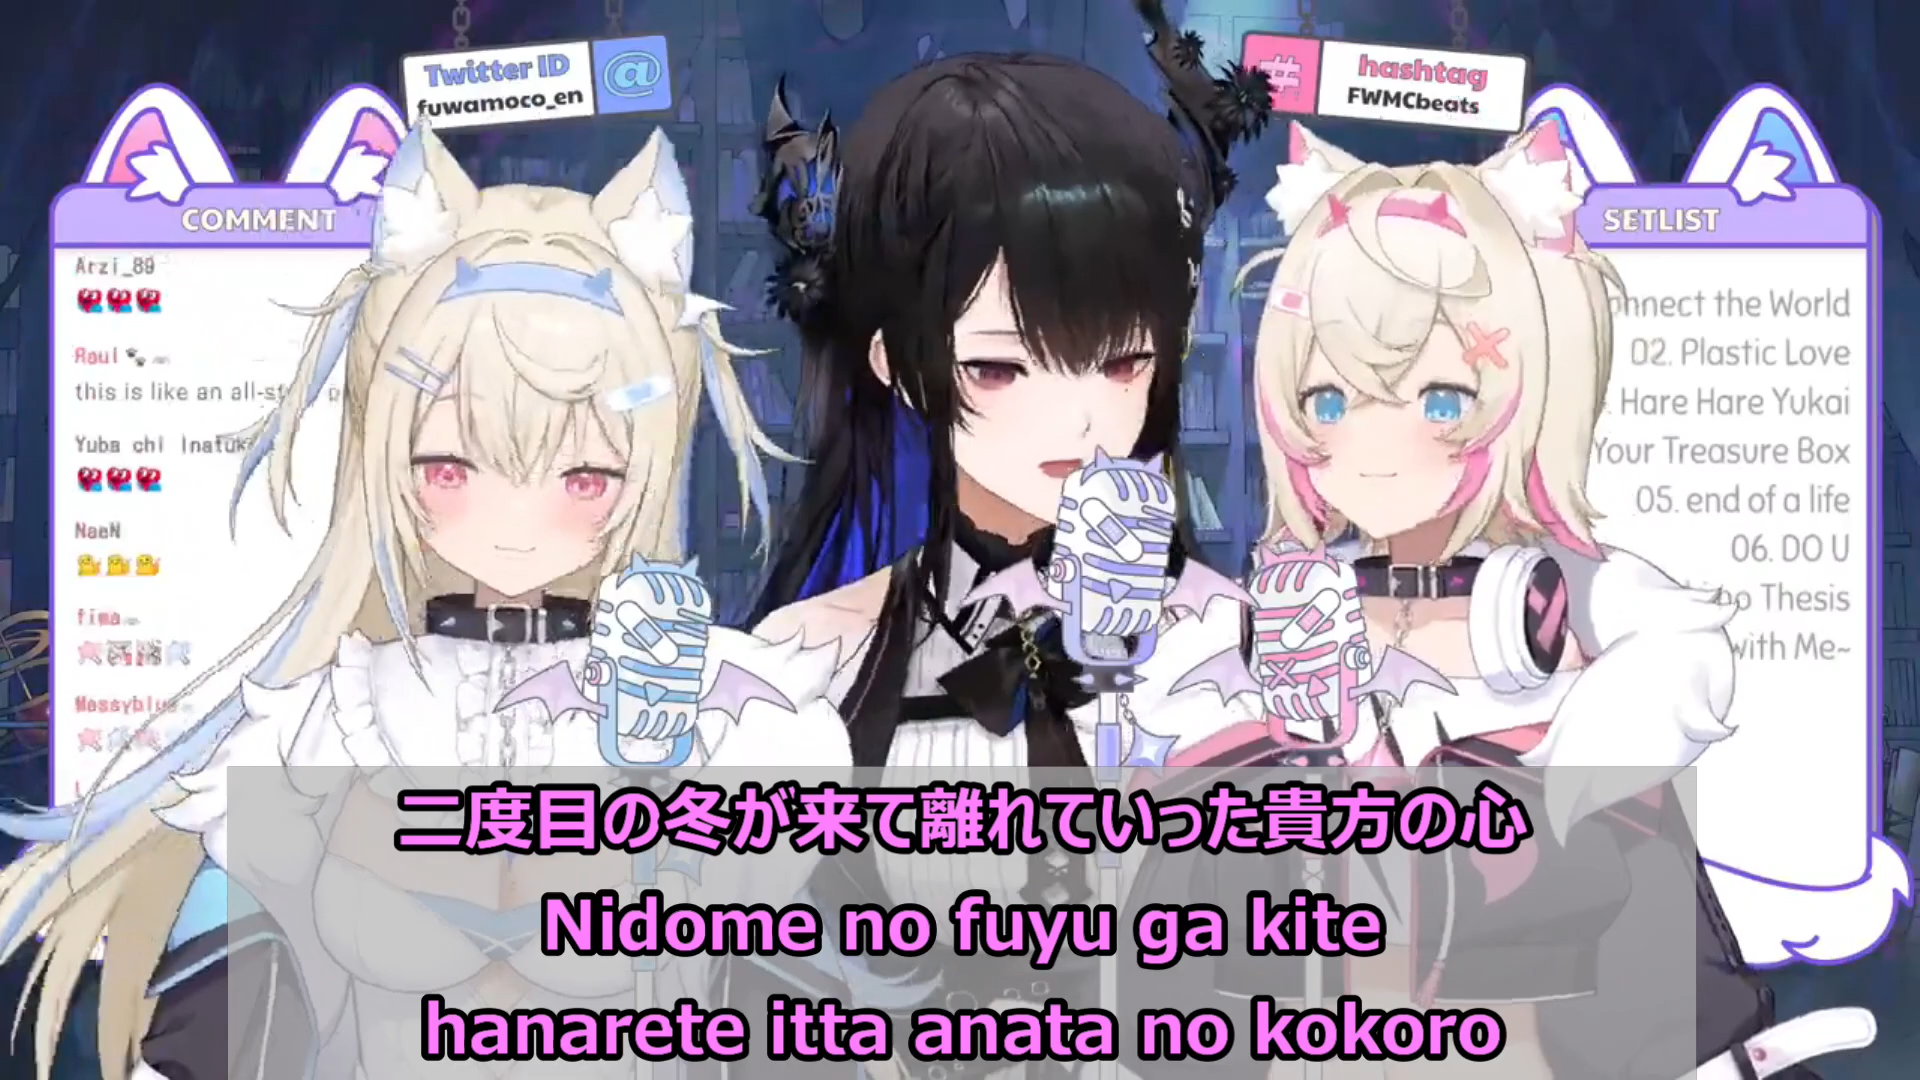 Twitter ID
fuwamoco_en
@
#
hashtag
FWMCbeats
COMMENT
Arzi_89
Raul
this is like an all-st
Yuba chi Inatuk
NaeN
fima
Massyblu
SETLIST
onnect the World
02. Plastic Love
. Hare Hare Yukai
Your Treasure Box
05. end of a life
06. DO U
Thesis
with Me~
二度目の冬が来て離れていった貴方の心
Nidome no fuyu ga kite
hanarete itta anata no kokoro